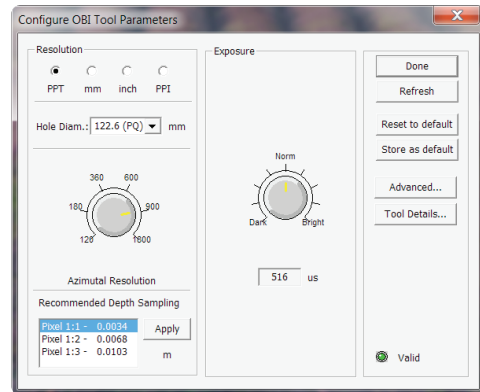 Configure OBI Tool Parameters
Resolution
PPT mm inch PPI
Hole Diam.: 122.6 (PQ) mm
360 600
180 900
120 1800
Azimutal Resolution
Recommended Depth Sampling
Pixel 1:1 - 0.0034
Pixel 1:2 - 0.0068
Pixel 1:3 - 0.0103
Apply
m
Exposure
Norm
Dark Bright
516 us
Done
Refresh
Reset to default
Store as default
Advanced...
Tool Details...
Valid